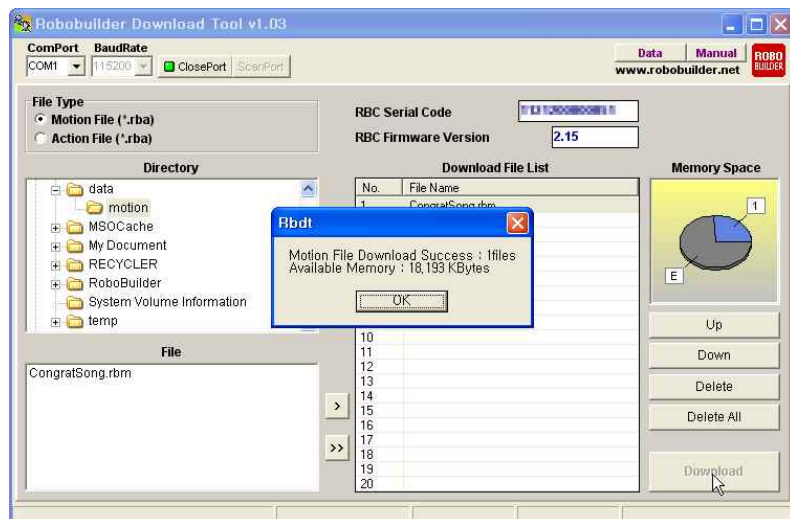 Robobuilder Download Tool v1.03
ComPort BaudRate
COM1 115200 ClosePort ScanPort
Data Manual
ROBO
BUILDER
www.robobuilder.net
File Type
Motion File (*.rba)
Action File (*.rba)
RBC Serial Code
RBC Firmware Version 2.15
Directory
data
motion
MSOCache
My Document
RECYCLER
RoboBuilder
System Volume Information
temp
Download File List
No. File Name
1 CongratSong.rbm
10
11
12
13
14
15
16
17
18
19
20
Rbdt
Motion File Download Success : 1files
Available Memory : 18,193 KBytes
OK
Memory Space
1
E
Up
Down
Delete
Delete All
Download
File
CongratSong.rbm
>
>>